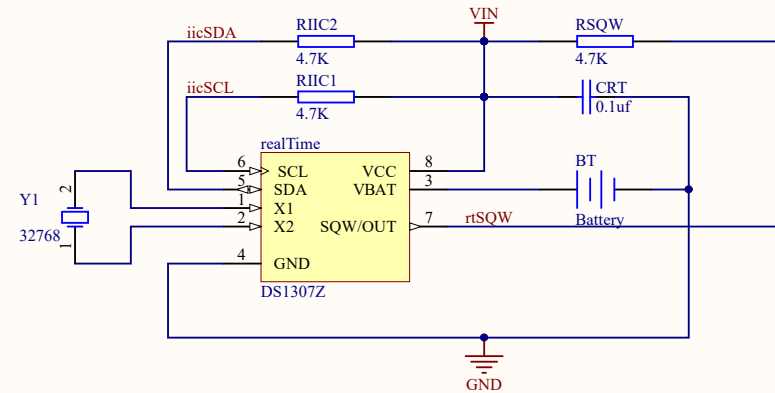 VIN
iicSDA
RIIC2
RSQW
4.7K
4.7K
iicSCL
RIIC1
CRT
4.7K
0.1uf
realTime
6
SCL
VCC
8
BT
5
SDA
VBAT
3
Y1
2
1
X1
32768
1
2
X2
SQW/OUT
7
rtSQW
Battery
4
GND
DS1307Z
GND